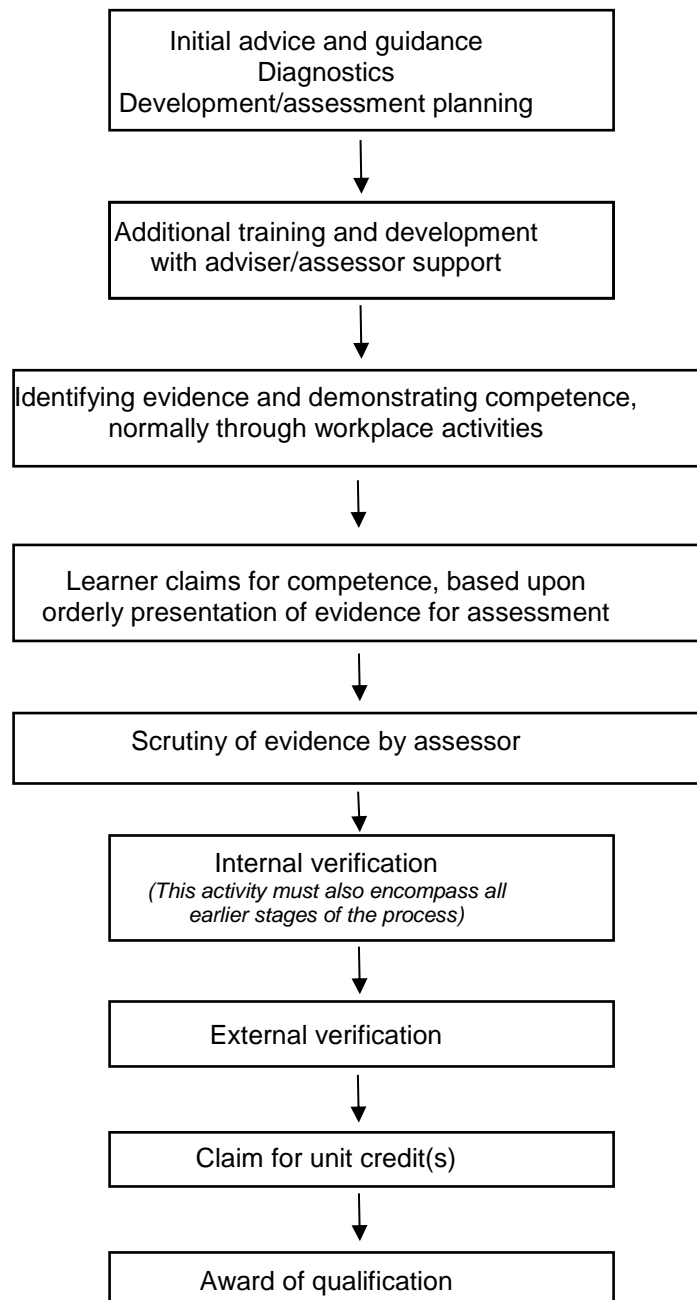 Initial advice and guidance
Diagnostics
Development/assessment planning
Additional training and development
with adviser/assessor support
Identifying evidence and demonstrating competence,
normally through workplace activities
Learner claims for competence, based upon
orderly presentation of evidence for assessment
Scrutiny of evidence by assessor
Internal verification
(This activity must also encompass all
earlier stages of the process)
External verification
Claim for unit credit(s)
Award of qualification